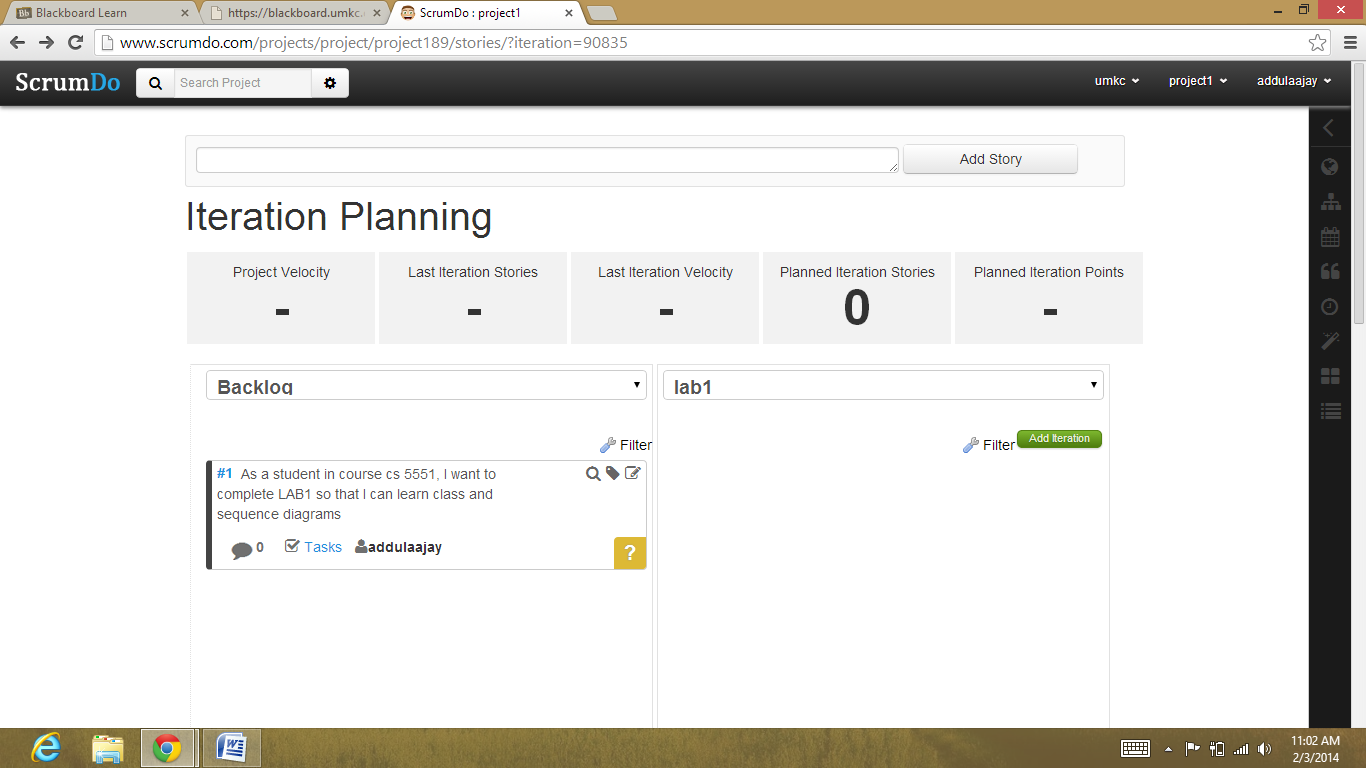 Blackboard Learn
https://blackboard.umkc.
ScrumDo : project1
www.scrumdo.com/projects/project/project189/stories/?iteration=90835
ScrumDo
Search Project
umkc
project1
addulaajay
Add Story
Iteration Planning
Project Velocity
-
Last Iteration Stories
-
Last Iteration Velocity
-
Planned Iteration Stories
0
Planned Iteration Points
-
Backlog
Filter
#1 As a student in course cs 5551, I want to
complete LAB1 so that I can learn class and
sequence diagrams
0 Tasks addulaajay
?
lab1
Filter Add Iteration
11:02 AM
2/3/2014